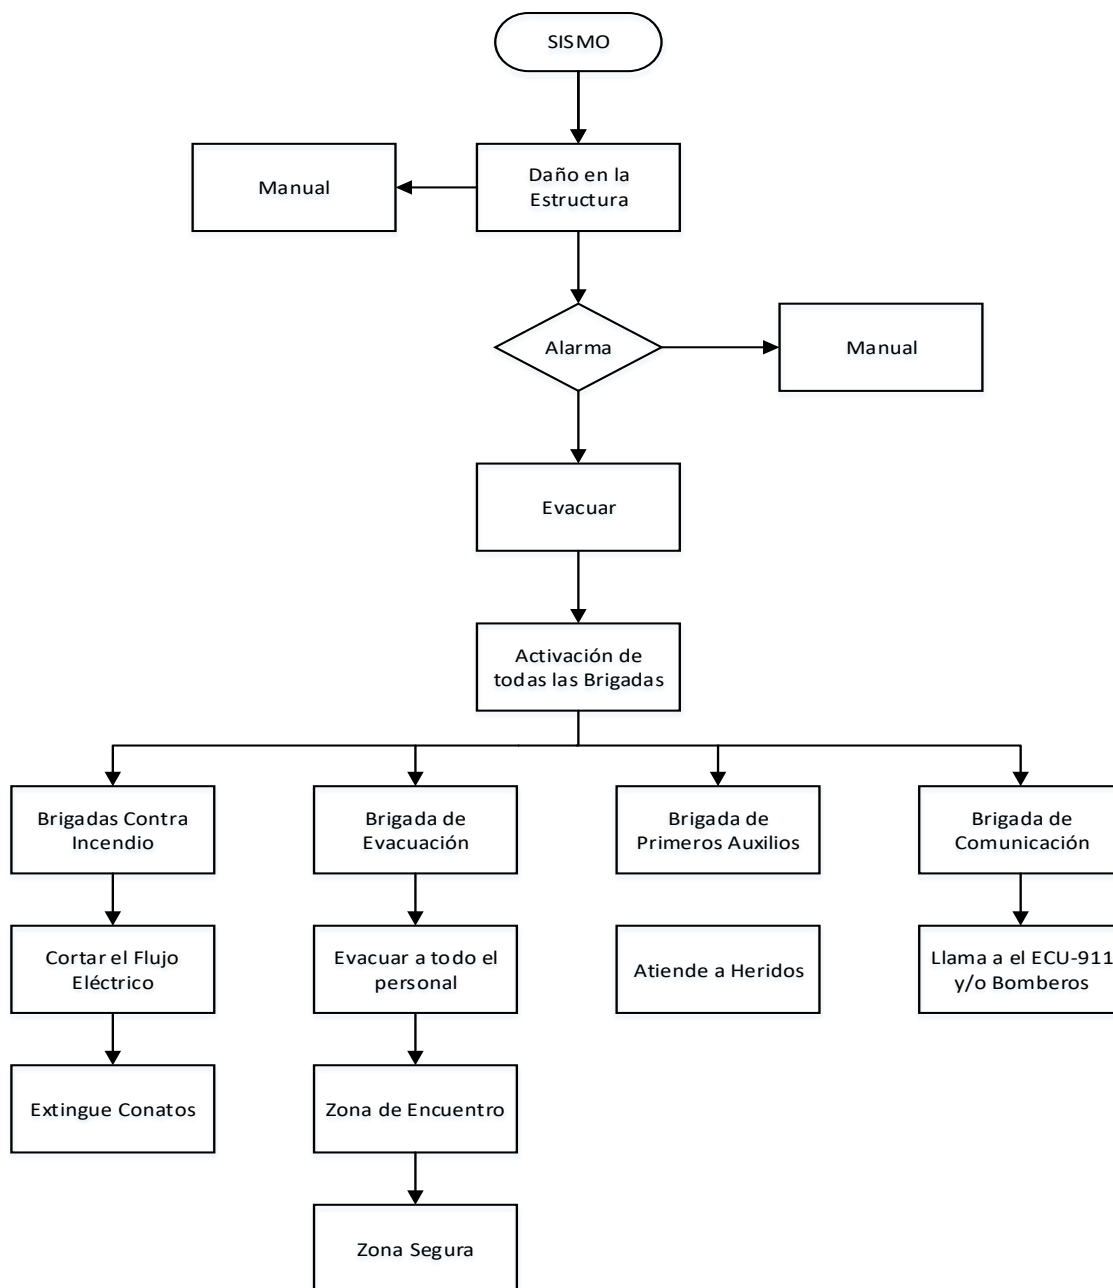 SISMO
Manual
Daño en la
Estructura
Alarma
Manual
Evacuar
Activación de
todas las Brigadas
Brigadas Contra
Incendio
Brigada de
Evacuación
Brigada de
Primeros Auxilios
Brigada de
Comunicación
Cortar el Flujo
Eléctrico
Evacuar a todo el
personal
Atiende a Heridos
Llama a el ECU-911
y/o Bomberos
Extingue Conatos
Zona de Encuentro
Zona Segura